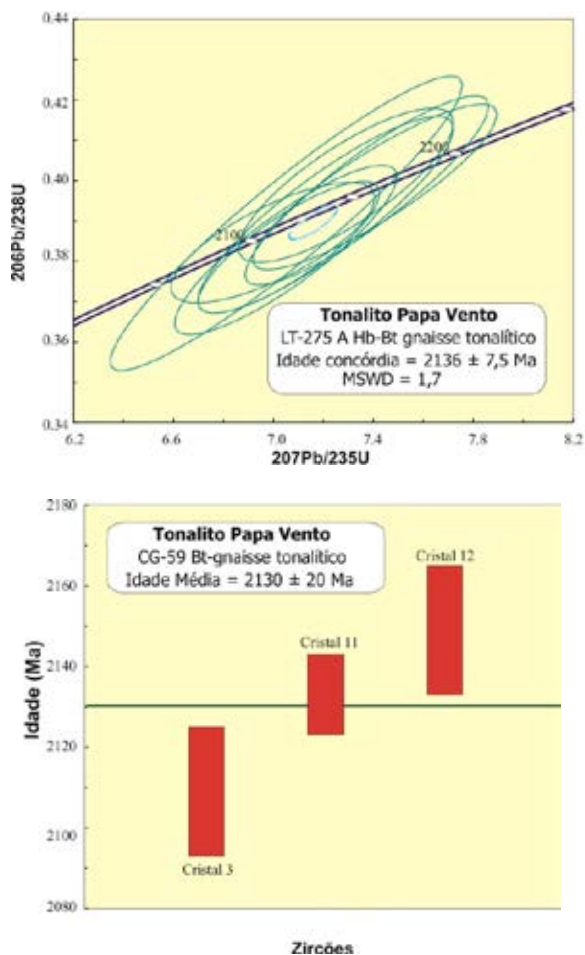 0.44
0.42
0.40
0.38
0.36
0.34
206Pb/238U
2200
2100
Tonalito Papa Vento
LT-275 A Hb-Bt gnaisse tonalítico
Idade concórdia = 2136 ± 7,5 Ma
MSWD = 1,7
6.2 6.6 7.0 7.4 7.8 8.2
207Pb/235U
2180
2160
2140
2120
2100
2080
Idade (Ma)
Tonalito Papa Vento
CG-59 Bt-gnaisse tonalítico
Idade Média = 2130 ± 20 Ma
Cristal 12
Cristal 11
Cristal 3
Zircões